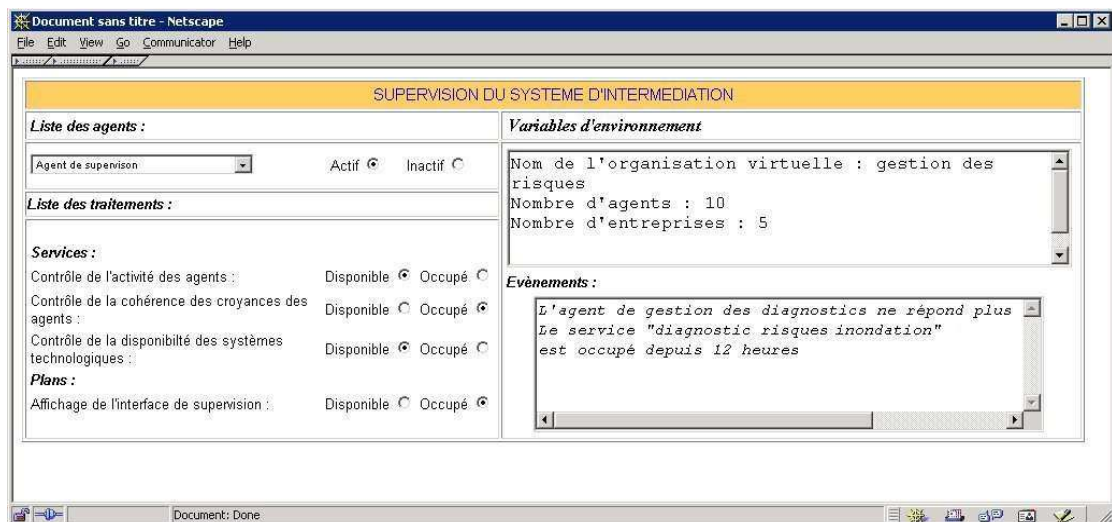 Document sans titre - Netscape
File Edit View Go Communicator Help
SUPERVISION DU SYSTEME D'INTERMEDIATION
Liste des agents :
Agent de supervison
Actif Inactif
Liste des traitements :
Services :
Contrôle de l'activité des agents :
Disponible Occupé
Contrôle de la cohérence des croyances des
agents :
Disponible Occupé
Contrôle de la disponibilté des systèmes
technologiques :
Disponible Occupé
Plans :
Affichage de l'interface de supervision :
Disponible Occupé
Variables d'environnement
Nom de l'organisation virtuelle : gestion des
risques
Nombre d'agents : 10
Nombre d'entreprises : 5
Evènements :
L'agent de gestion des diagnostics ne répond plus
Le service "diagnostic risques inondation"
est occupé depuis 12 heures
Document: Done